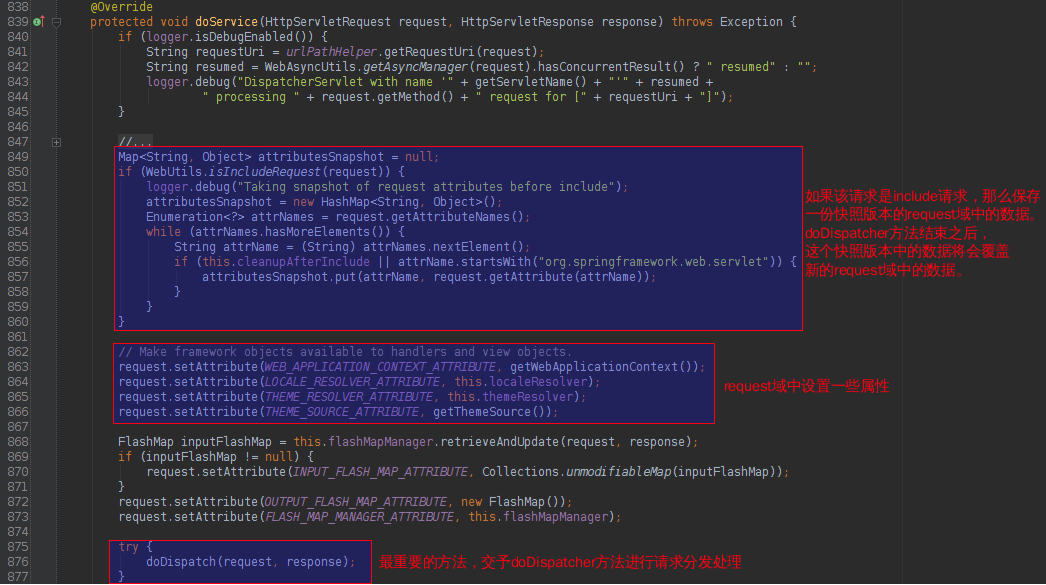 838 @Override
839 protected void doService(HttpServletRequest request, HttpServletResponse response) throws Exception {
840 if (logger.isDebugEnabled()) {
841 String requestUri = urlPathHelper.getRequestUri(request);
842 String resumed = WebAsyncUtils.getAsyncManager(request).hasConcurrentResult() ? " resumed" : "";
843 logger.debug("DispatcherServlet with name '" + getServletName() + "'" + resumed +
844 " processing " + request.getMethod() + " request for [" + requestUri + "]");
845 }
846
847 //...
849 Map<String, Object> attributesSnapshot = null;
850 if (WebUtils.isIncludeRequest(request)) {
851 logger.debug("Taking snapshot of request attributes before include");
852 attributesSnapshot = new HashMap<String, Object>();
853 Enumeration<?> attrNames = request.getAttributeNames();
854 while (attrNames.hasMoreElements()) {
855 String attrName = (String) attrNames.nextElement();
856 if (this.cleanupAfterInclude || attrName.startsWith("org.springframework.web.servlet")) {
857 attributesSnapshot.put(attrName, request.getAttribute(attrName));
858 }
859 }
860 }
如果该请求是include请求，那么保存
一份快照版本的request域中的数据。
doDispatcher方法结束之后，
这个快照版本中的数据将会覆盖
新的request域中的数据。
861
862 // Make framework objects available to handlers and view objects.
863 request.setAttribute(WEB_APPLICATION_CONTEXT_ATTRIBUTE, getWebApplicationContext());
864 request.setAttribute(LOCALE_RESOLVER_ATTRIBUTE, this.localeResolver);
865 request.setAttribute(THEME_RESOLVER_ATTRIBUTE, this.themeResolver);
866 request.setAttribute(THEME_SOURCE_ATTRIBUTE, getThemeSource());
request域中设置一些属性
867
868 FlashMap inputFlashMap = this.flashMapManager.retrieveAndUpdate(request, response);
869 if (inputFlashMap != null) {
870 request.setAttribute(INPUT_FLASH_MAP_ATTRIBUTE, Collections.unmodifiableMap(inputFlashMap));
871 }
872 request.setAttribute(OUTPUT_FLASH_MAP_ATTRIBUTE, new FlashMap());
873 request.setAttribute(FLASH_MAP_MANAGER_ATTRIBUTE, this.flashMapManager);
874
875 try {
876 doDispatch(request, response);
877 }
最重要的方法，交予doDispatcher方法进行请求分发处理